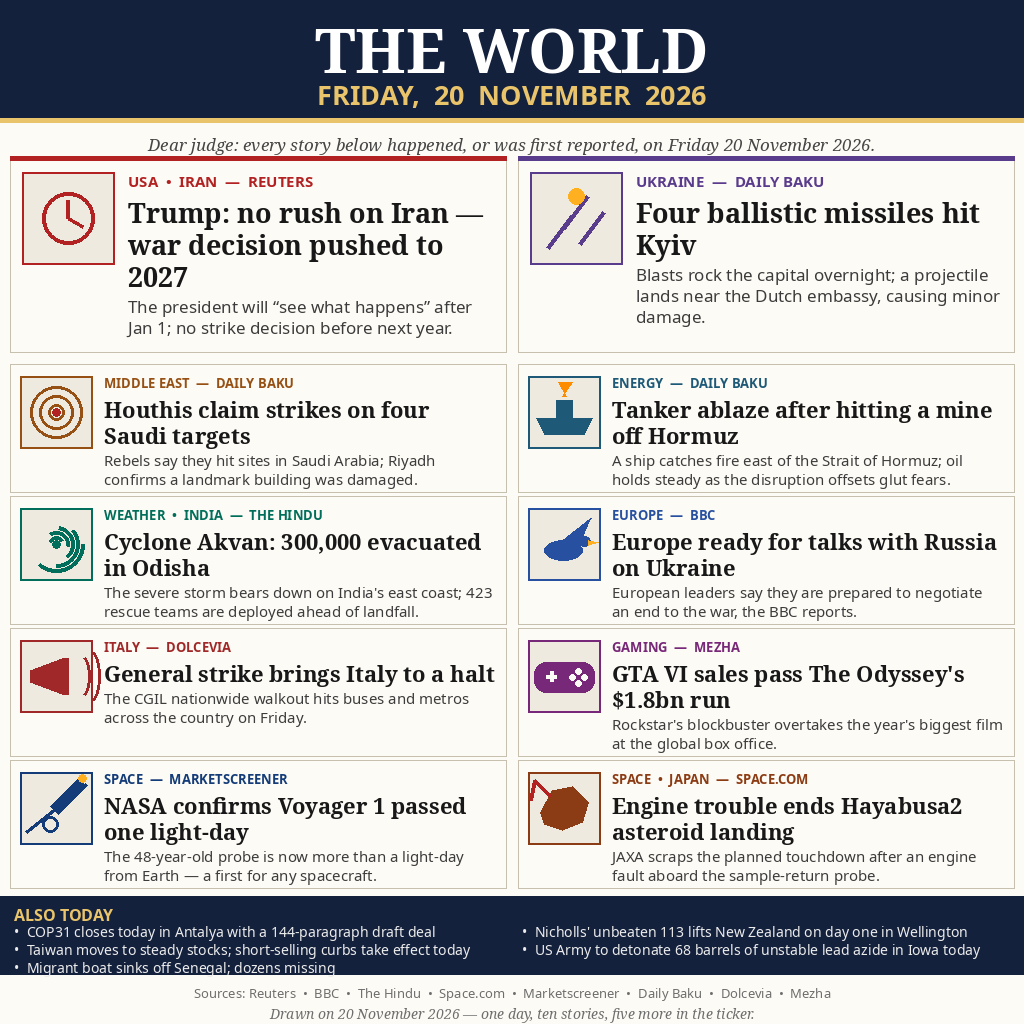 THE WORLD
FRIDAY, 20 NOVEMBER 2026
Dear judge: every story below happened, or was first reported, on Friday 20 November 2026.
USA • IRAN — REUTERS
Trump: no rush on Iran —
war decision pushed to
2027
The president will “see what happens” after
Jan 1; no strike decision before next year.
UKRAINE — DAILY BAKU
Four ballistic missiles hit
Kyiv
Blasts rock the capital overnight; a projectile
lands near the Dutch embassy, causing minor
damage.
MIDDLE EAST — DAILY BAKU
Houthis claim strikes on four
Saudi targets
Rebels say they hit sites in Saudi Arabia; Riyadh
confirms a landmark building was damaged.
ENERGY — DAILY BAKU
Tanker ablaze after hitting a mine
off Hormuz
A ship catches fire east of the Strait of Hormuz; oil
holds steady as the disruption offsets glut fears.
WEATHER • INDIA — THE HINDU
Cyclone Akvan: 300,000 evacuated
in Odisha
The severe storm bears down on India's east coast; 423
rescue teams are deployed ahead of landfall.
EUROPE — BBC
Europe ready for talks with Russia
on Ukraine
European leaders say they are prepared to negotiate
an end to the war, the BBC reports.
ITALY — DOLCEVIA
General strike brings Italy to a halt
The CGIL nationwide walkout hits buses and metros
across the country on Friday.
GAMING — MEZHA
GTA VI sales pass The Odyssey's
$1.8bn run
Rockstar's blockbuster overtakes the year's biggest film
at the global box office.
SPACE — MARKETSCREENER
NASA confirms Voyager 1 passed
one light-day
The 48-year-old probe is now more than a light-day
from Earth — a first for any spacecraft.
SPACE • JAPAN — SPACE.COM
Engine trouble ends Hayabusa2
asteroid landing
JAXA scraps the planned touchdown after an engine
fault aboard the sample-return probe.
ALSO TODAY
• COP31 closes today in Antalya with a 144-paragraph draft deal
• Taiwan moves to steady stocks; short-selling curbs take effect today
• Migrant boat sinks off Senegal; dozens missing
• Nicholls' unbeaten 113 lifts New Zealand on day one in Wellington
• US Army to detonate 68 barrels of unstable lead azide in Iowa today
Sources: Reuters • BBC • The Hindu • Space.com • Marketscreener • Daily Baku • Dolcevia • Mezha
Drawn on 20 November 2026 — one day, ten stories, five more in the ticker.